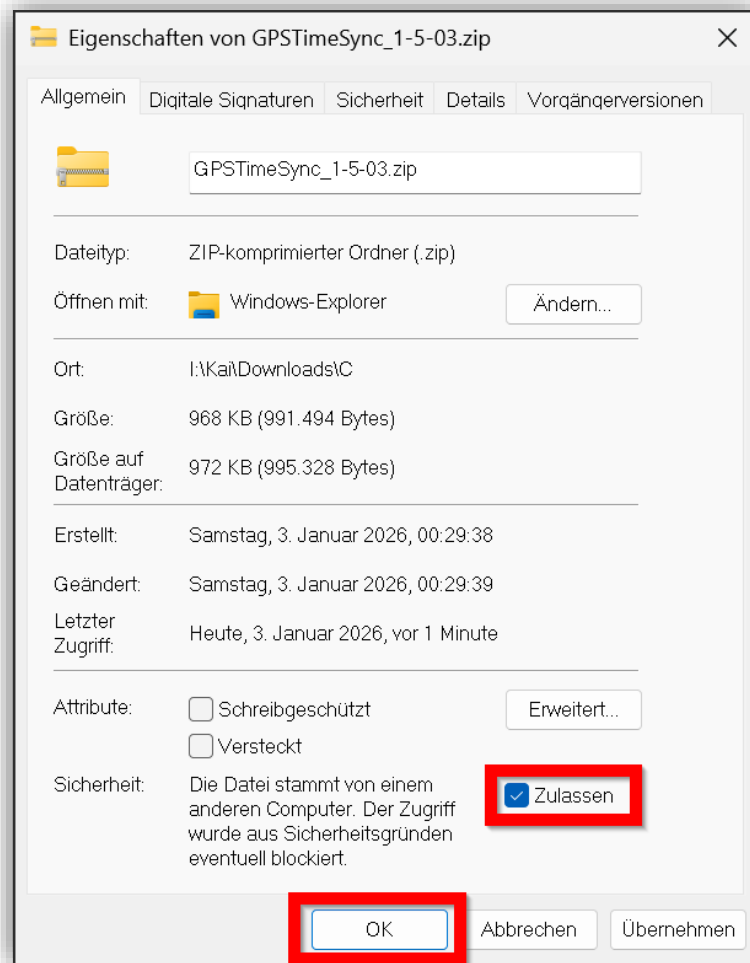 Eigenschaften von GPSTimeSync_1-5-03.zip
Allgemein Digitale Signaturen Sicherheit Details Vorgängerversionen
GPSTimeSync_1-5-03.zip
Dateityp: ZIP-komprimierter Ordner (.zip)
Öffnen mit: Windows-Explorer Ändern...
Ort: I:\Kai\Downloads\C
Größe: 968 KB (991.494 Bytes)
Größe auf
Datenträger: 972 KB (995.328 Bytes)
Erstellt: Samstag, 3. Januar 2026, 00:29:38
Geändert: Samstag, 3. Januar 2026, 00:29:39
Letzter
Zugriff: Heute, 3. Januar 2026, vor 1 Minute
Attribute: Schreibgeschützt Erweitert...
Versteckt
Sicherheit: Die Datei stammt von einem
anderen Computer. Der Zugriff
wurde aus Sicherheitsgründen
eventuell blockiert.
Zulassen
OK Abbrechen Übernehmen